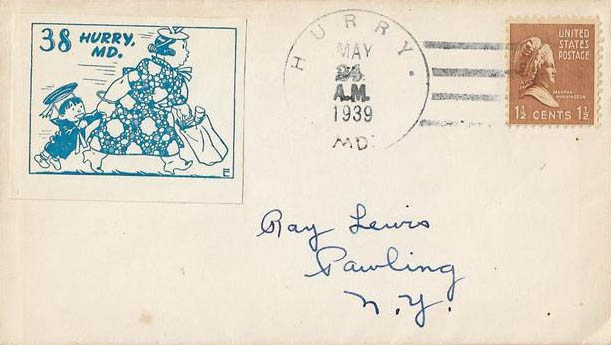 38 HURRY,
MD.
E
HURRY.
MAY
A.M.
1939
MD.
UNITED
STATES
POSTAGE
MARTHA
WASHINGTON
1½ CENTS 1½
Ray Lewis
Pawling
N.Y.